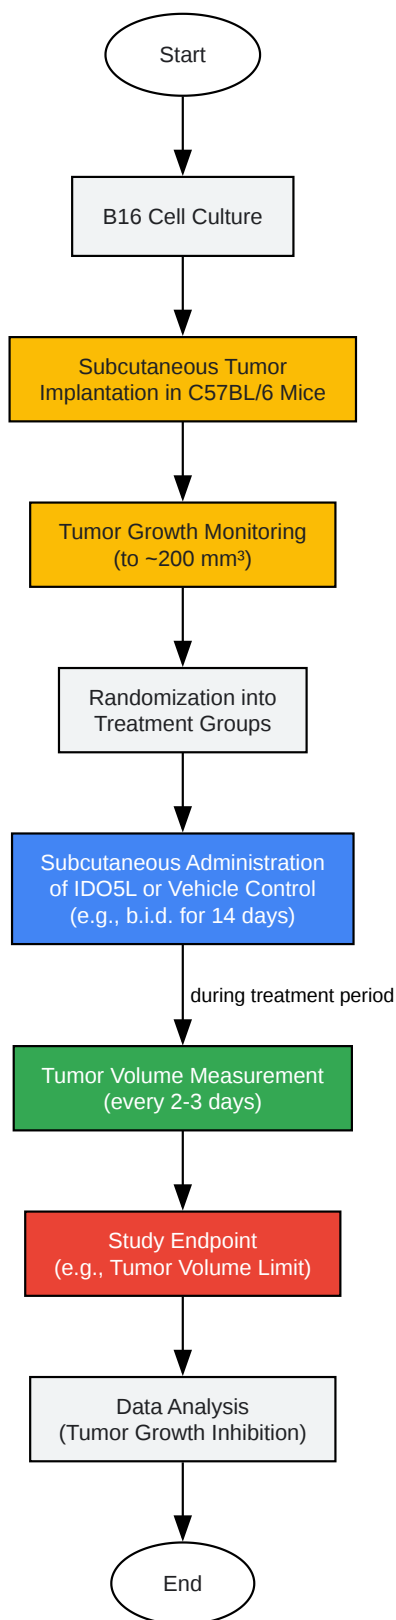 Start
B16 Cell Culture
Subcutaneous Tumor
Implantation in C57BL/6 Mice
Tumor Growth Monitoring
(to ~200 mm³)
Randomization into
Treatment Groups
Subcutaneous Administration
of IDO5L or Vehicle Control
(e.g., b.i.d. for 14 days)
during treatment period
Tumor Volume Measurement
(every 2-3 days)
Study Endpoint
(e.g., Tumor Volume Limit)
Data Analysis
(Tumor Growth Inhibition)
End